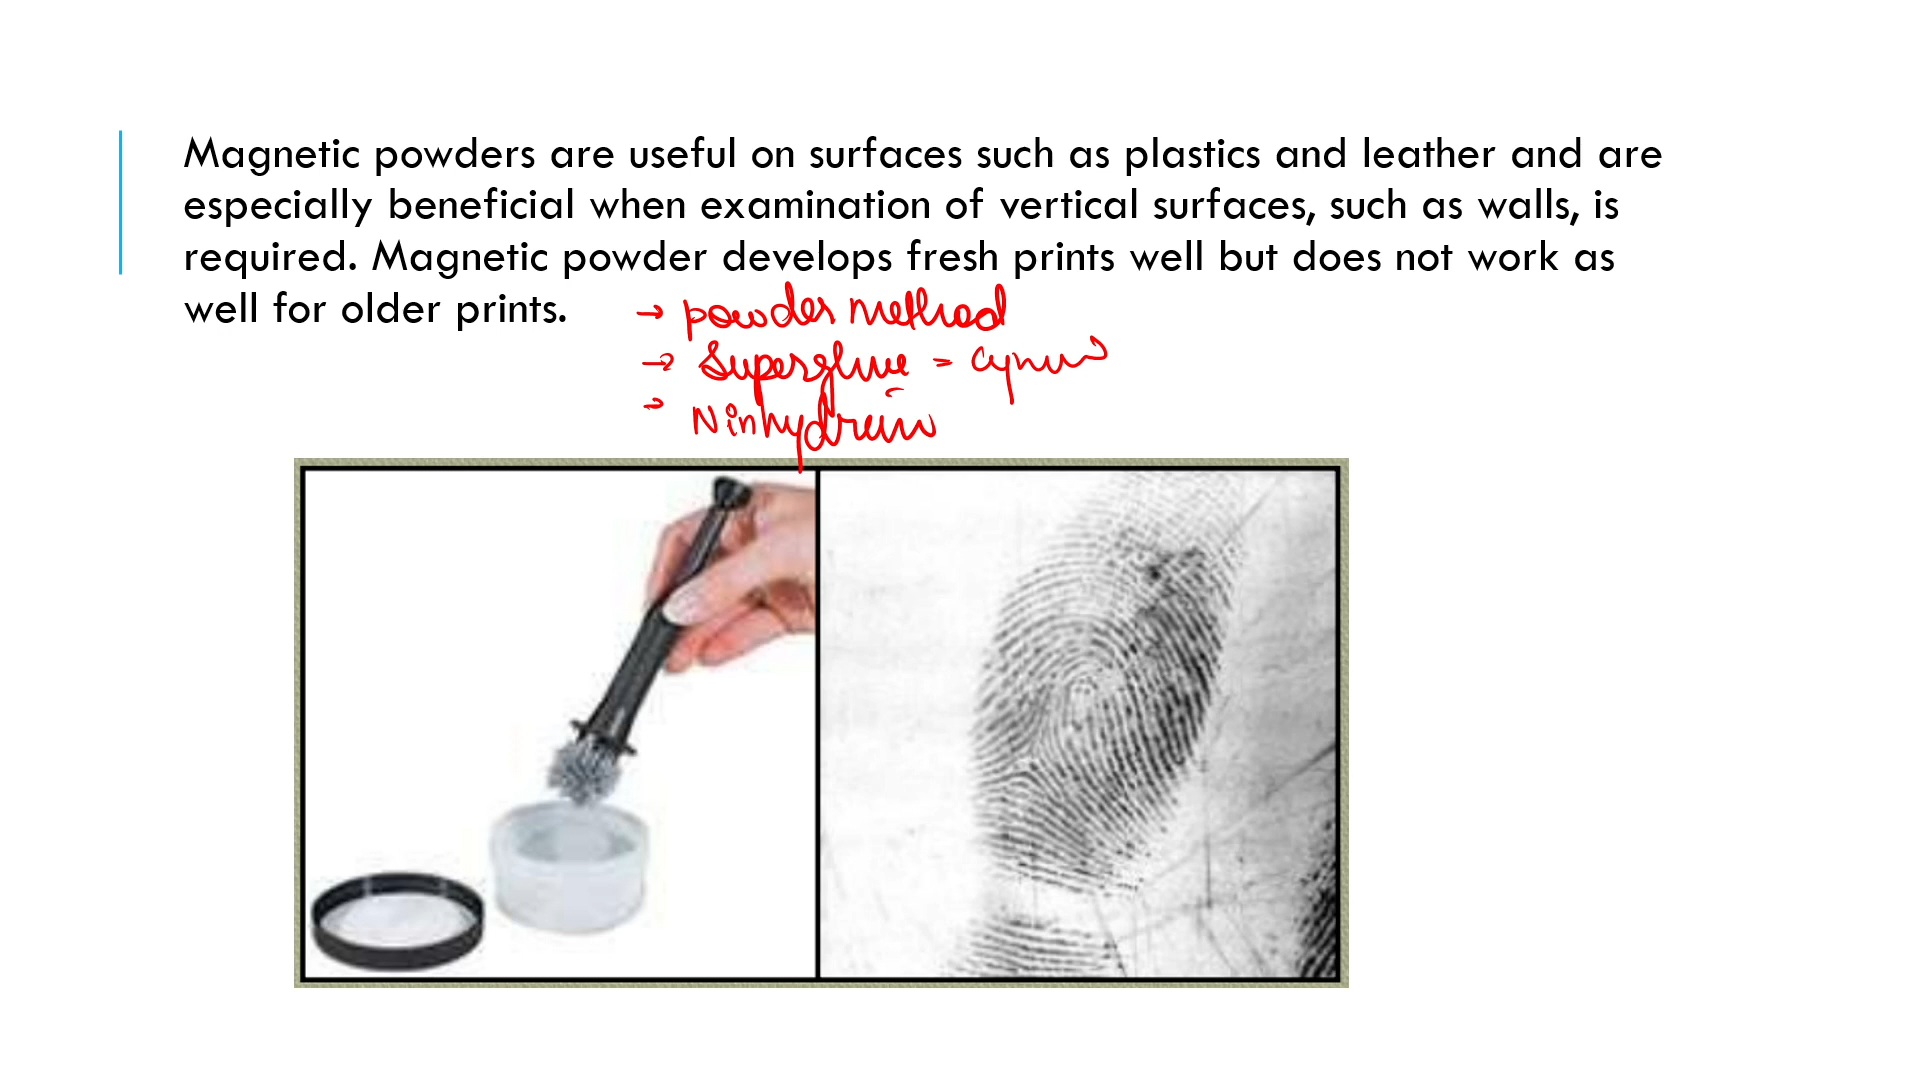 Magnetic powders are useful on surfaces such as plastics and leather and are
especially beneficial when examination of vertical surfaces, such as walls, is
required. Magnetic powder develops fresh prints well but does not work as
well for older prints.
→ powder method
→ Superglue =
→ Ninhydrin